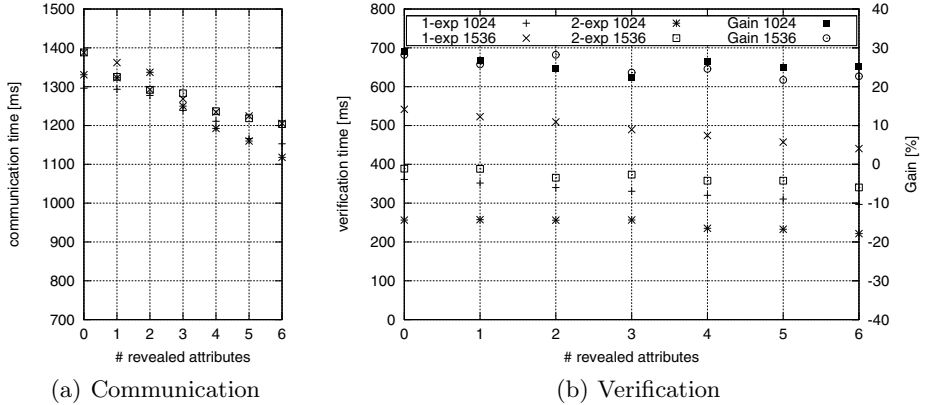 1500
1400
1300
1200
1100
1000
900
800
700
communication time [ms]
0 1 2 3 4 5 6
# revealed attributes
(a) Communication
800
700
600
500
400
300
200
100
0
verification time [ms]
1-exp 1024 2-exp 1024 Gain 1024
1-exp 1536 2-exp 1536 Gain 1536
40
30
20
10
0
-10
-20
-30
-40
Gain [%]
0 1 2 3 4 5 6
# revealed attributes
(b) Verification